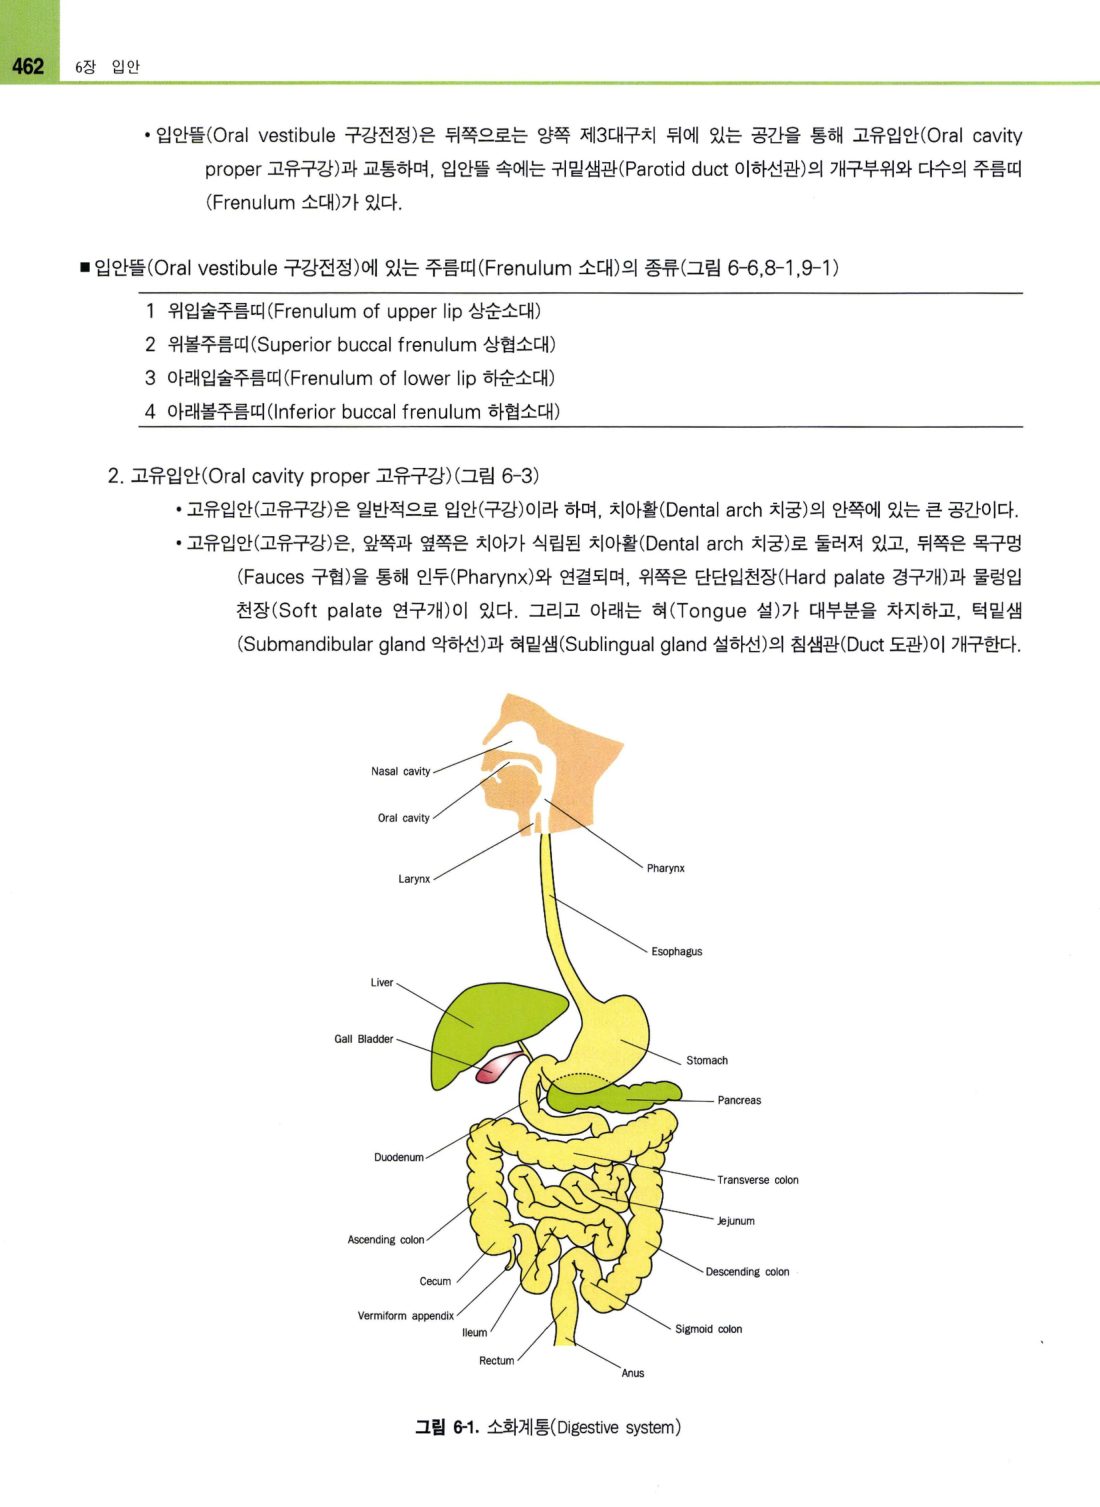 462 6장 입안
• 입안뜰(Oral vestibule 구강전정)은 뒤쪽으로는 양쪽 제3대구치 뒤에 있는 공간을 통해 고유입안(Oral cavity
proper 고유구강)과 교통하며, 입안뜰 속에는 귀밑샘관(Parotid duct 이하선관)의 개구부위와 다수의 주름띠
(Frenulum 소대)가 있다.
■ 입안뜰(Oral vestibule 구강전정)에 있는 주름띠(Frenulum 소대)의 종류(그림 6-6,8-1,9-1)
1 위입술주름띠(Frenulum of upper lip 상순소대)
2 위볼주름띠(Superior buccal frenulum 상협소대)
3 아래입술주름띠(Frenulum of lower lip 하순소대)
4 아래볼주름띠(Inferior buccal frenulum 하협소대)
2. 고유입안(Oral cavity proper 고유구강)(그림 6-3)
• 고유입안(고유구강)은 일반적으로 입안(구강)이라 하며, 치아활(Dental arch 치궁)의 안쪽에 있는 큰 공간이다.
• 고유입안(고유구강)은, 앞쪽과 옆쪽은 치아가 식립된 치아활(Dental arch 치궁)로 둘러져 있고, 뒤쪽은 목구멍
(Fauces 구협)을 통해 인두(Pharynx)와 연결되며, 위쪽은 단단입천장(Hard palate 경구개)과 물렁입
천장(Soft palate 연구개)이 있다. 그리고 아래는 혀(Tongue 설)가 대부분을 차지하고, 턱밑샘
(Submandibular gland 악하선)과 혀밑샘(Sublingual gland 설하선)의 침샘관(Duct 도관)이 개구한다.
Nasal cavity
Oral cavity
Pharynx
Larynx
Esophagus
Liver
Gall Bladder
Stomach
Pancreas
Duodenum
Transverse colon
Jejunum
Ascending colon
Descending colon
Cecum
Vermiform appendix
Ileum
Sigmoid colon
Rectum
Anus
그림 6-1. 소화계통(Digestive system)